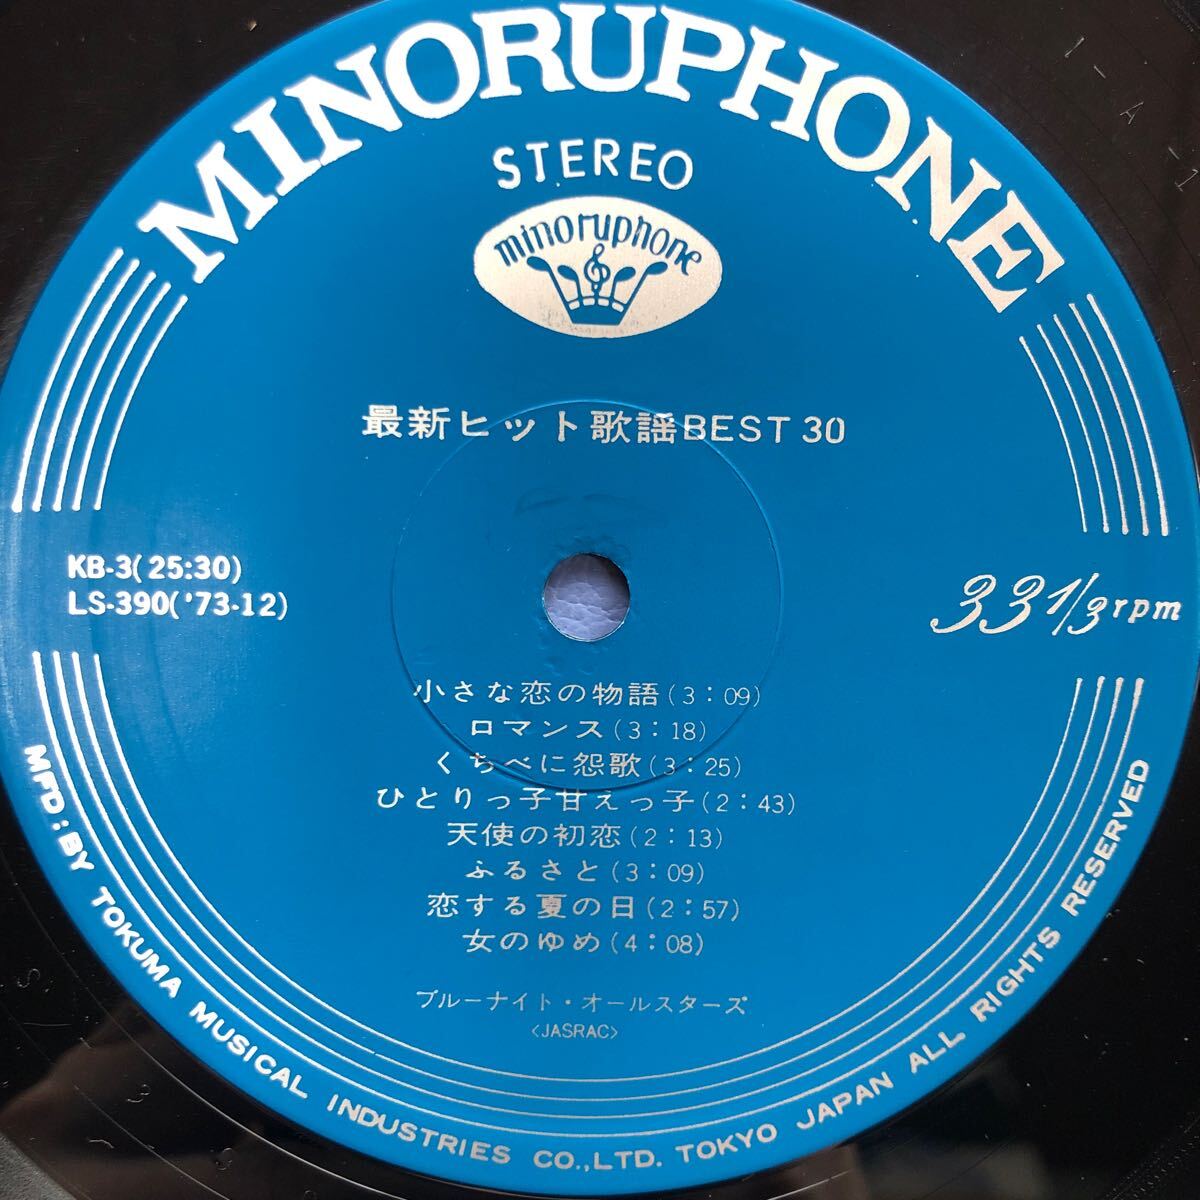 MINORUPHONE
STEREO
minoruphone
最新ヒット歌謡BEST 30
KB-3(25:30)
LS-390('73-12)
33 1/3 rpm
小さな恋の物語(3:09)
ロマンス(3:18)
くちべに怨歌(3:25)
ひとりっ子甘えっ子(2:43)
天使の初恋(2:13)
ふるさと(3:09)
恋する夏の日(2:57)
女のゆめ(4:08)
ブルーナイト・オールスターズ
<JASRAC>
MF'D: BY TOKUMA MUSICAL INDUSTRIES CO.,LTD. TOKYO JAPAN ALL RIGHTS RESERVED